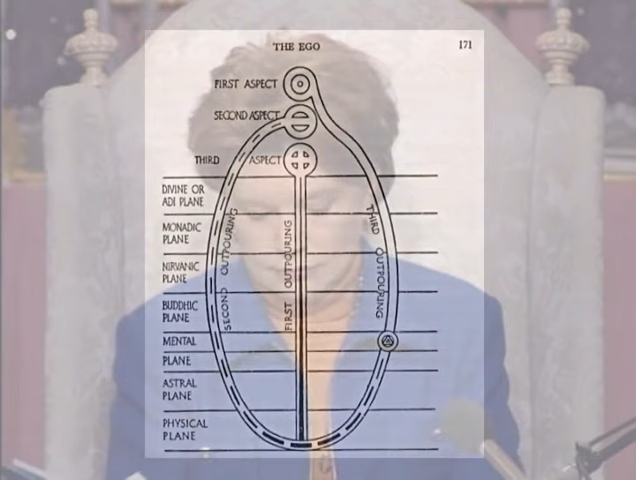 THE EGO
171
FIRST ASPECT
SECOND ASPECT
THIRD ASPECT
DIVINE OR
ADI PLANE
MONADIC
PLANE
NIRVANIC
PLANE
BUDDHIC
PLANE
MENTAL
PLANE
ASTRAL
PLANE
PHYSICAL
PLANE
SECOND OUTPOURING
FIRST OUTPOURING
THIRD OUTPOURING